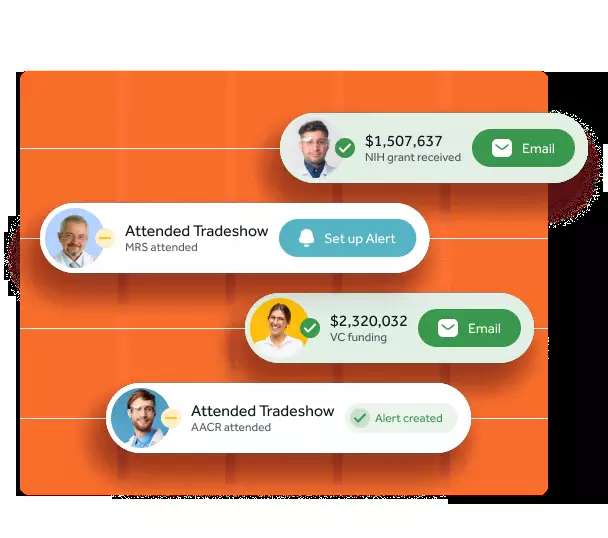 $1,507,637
NIH grant received
Email
Attended Tradeshow
MRS attended
Set up Alert
$2,320,032
VC funding
Email
Attended Tradeshow
AACR attended
Alert created